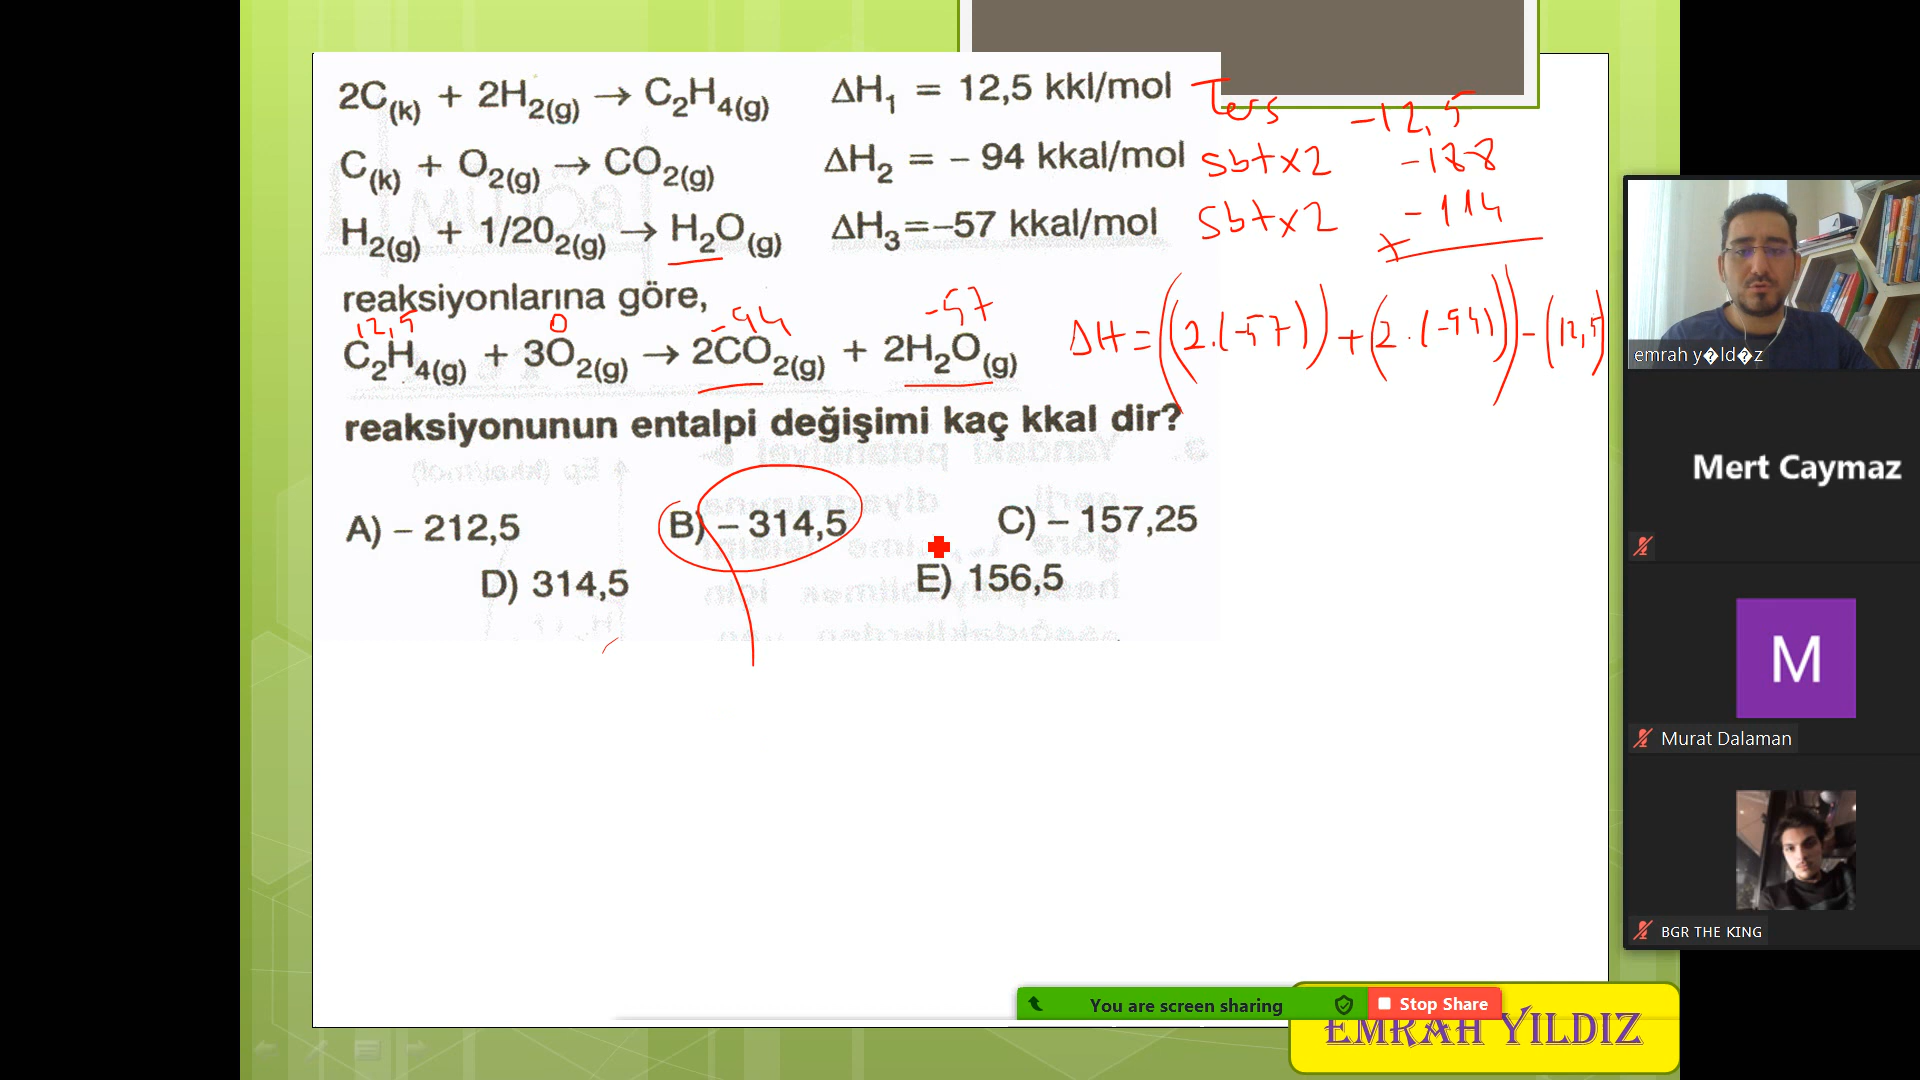 2C(k) + 2H2(g) → C2H4(g) ΔH1 = 12,5 kkl/mol Ters -12,5
C(k) + O2(g) → CO2(g) ΔH2 = – 94 kkal/mol sbt x2 -188
H2(g) + 1/2O2(g) → H2O(g) ΔH3=–57 kkal/mol sbt x2 -114
+
reaksiyonlarına göre,
12,5 0 -94 -57
C2H4(g) + 3O2(g) → 2CO2(g) + 2H2O(g) ΔH = ((2.(-57)) + (2.(-94))) - (12,5)
reaksiyonunun entalpi değişimi kaç kkal dir?
A) – 212,5 B) – 314,5 C) – 157,25
D) 314,5 E) 156,5
emrah y�ld�z
Mert Caymaz
M
Murat Dalaman
BGR THE KING
You are screen sharing Stop Share
EMRAH YILDIZ